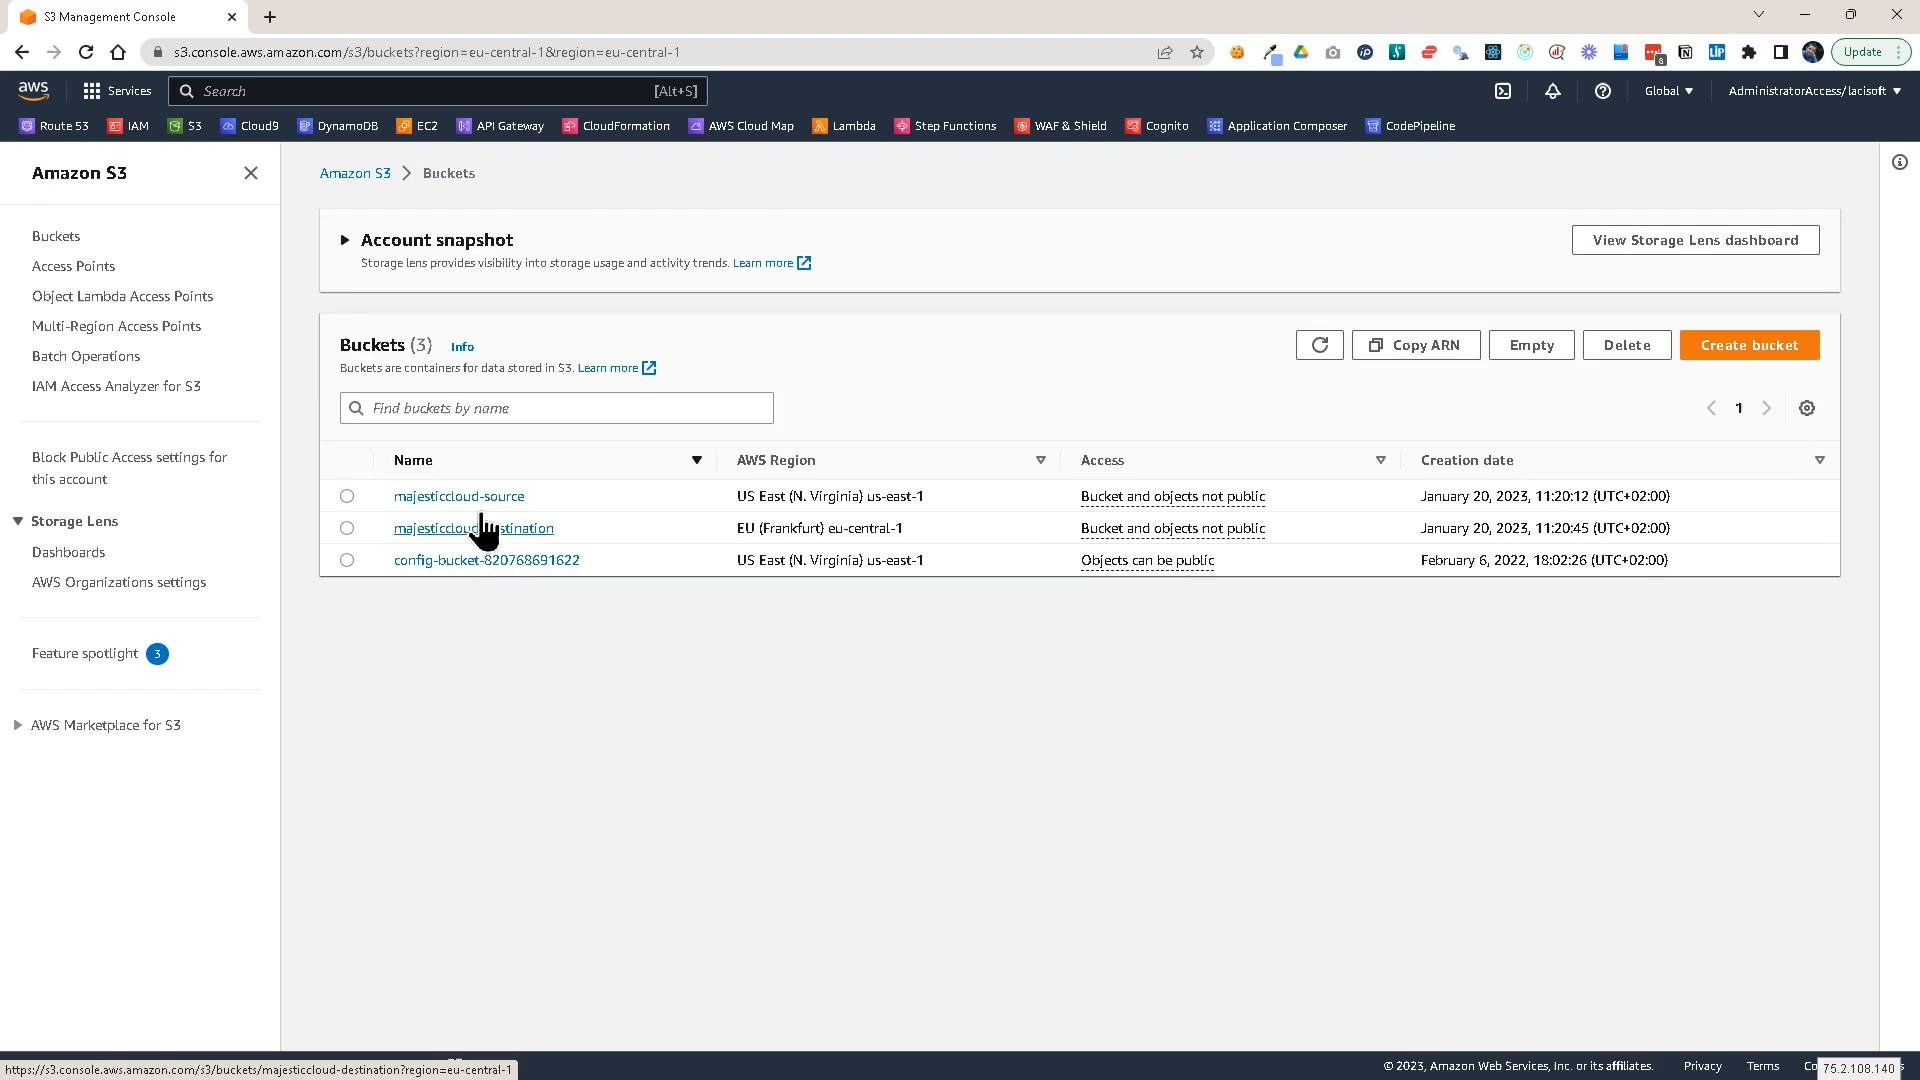 S3 Management Console
s3.console.aws.amazon.com/s3/buckets?region=eu-central-1&region=eu-central-1
Update
aws
Services
Search
[Alt+S]
Global
AdministratorAccess/lacisoft
Route 53
IAM
S3
Cloud9
DynamoDB
EC2
API Gateway
CloudFormation
AWS Cloud Map
Lambda
Step Functions
WAF & Shield
Cognito
Application Composer
CodePipeline
Amazon S3
Buckets
Access Points
Object Lambda Access Points
Multi-Region Access Points
Batch Operations
IAM Access Analyzer for S3
Block Public Access settings for
this account
Storage Lens
Dashboards
AWS Organizations settings
Feature spotlight 3
AWS Marketplace for S3
Amazon S3 > Buckets
Account snapshot
Storage lens provides visibility into storage usage and activity trends. Learn more
View Storage Lens dashboard
Buckets (3) Info
Buckets are containers for data stored in S3. Learn more
Copy ARN
Empty
Delete
Create bucket
Find buckets by name
1
Name AWS Region Access Creation date
majesticcloud-source US East (N. Virginia) us-east-1 Bucket and objects not public January 20, 2023, 11:20:12 (UTC+02:00)
majesticcloud-destination EU (Frankfurt) eu-central-1 Bucket and objects not public January 20, 2023, 11:20:45 (UTC+02:00)
config-bucket-820768691622 US East (N. Virginia) us-east-1 Objects can be public February 6, 2022, 18:02:26 (UTC+02:00)
https://s3.console.aws.amazon.com/s3/buckets/majesticcloud-destination?region=eu-central-1
© 2023, Amazon Web Services, Inc. or its affiliates.
Privacy
Terms
75.2.108.140